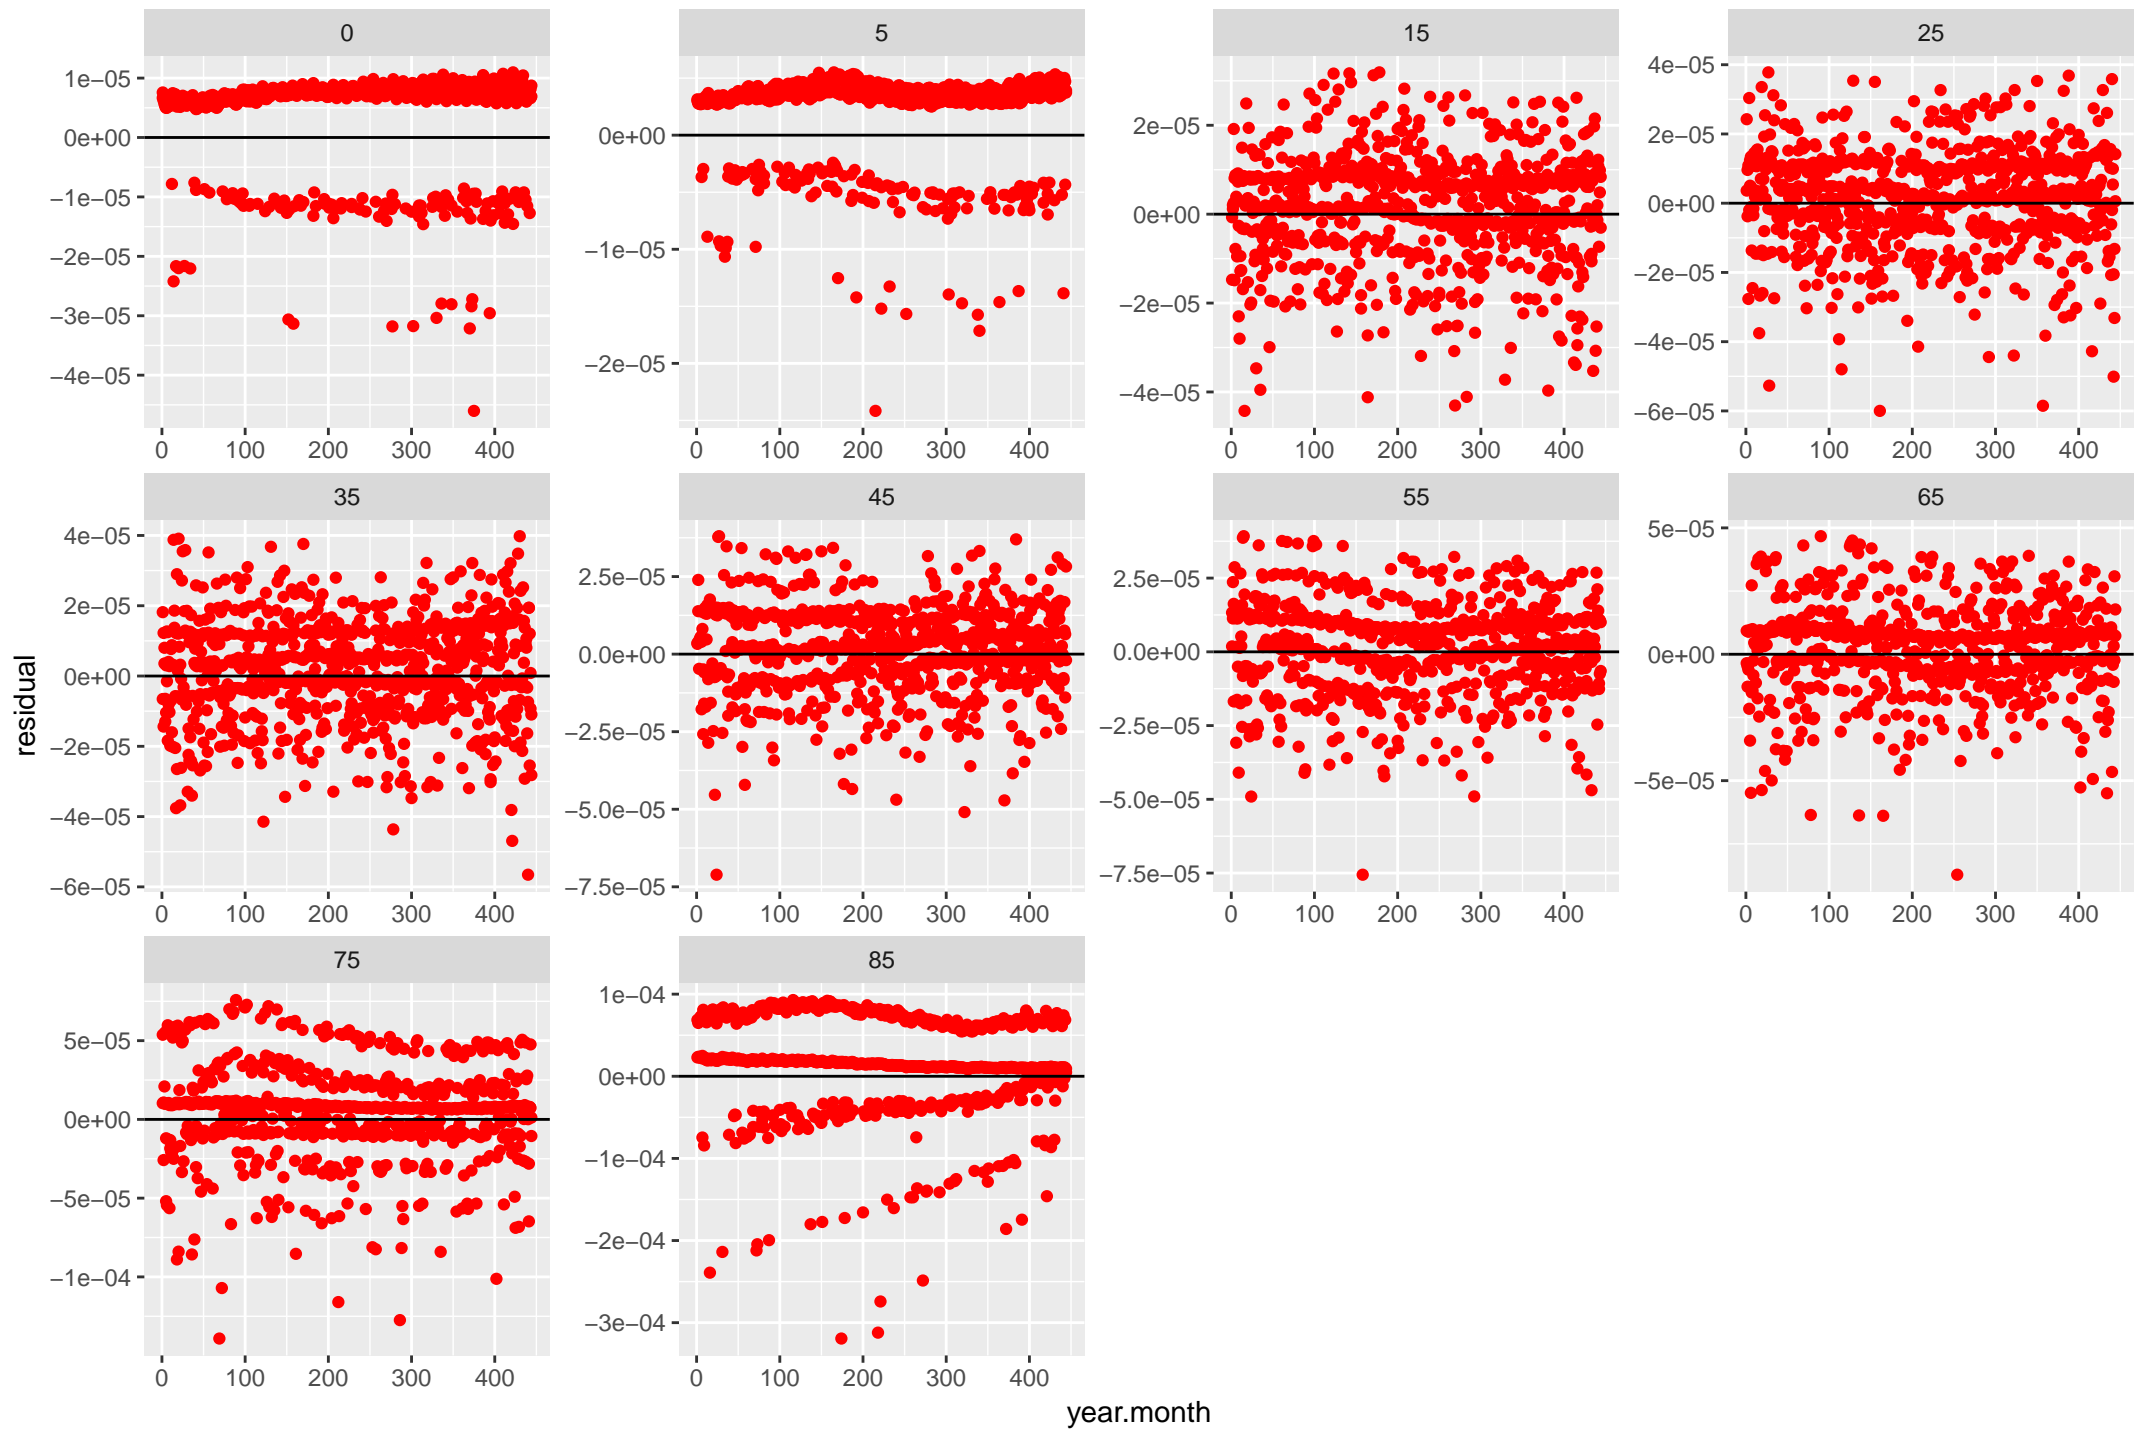 0 5 15 25
1e−05
0e+00
−1e−05
−2e−05
−3e−05
−4e−05
0 100 200 300 400
0e+00
−1e−05
−2e−05
0 100 200 300 400
2e−05
0e+00
−2e−05
−4e−05
0 100 200 300 400
4e−05
2e−05
0e+00
−2e−05
−4e−05
−6e−05
0 100 200 300 400
35 45 55 65
4e−05
2e−05
0e+00
−2e−05
−4e−05
−6e−05
0 100 200 300 400
2.5e−05
0.0e+00
−2.5e−05
−5.0e−05
−7.5e−05
0 100 200 300 400
2.5e−05
0.0e+00
−2.5e−05
−5.0e−05
−7.5e−05
0 100 200 300 400
5e−05
0e+00
−5e−05
0 100 200 300 400
75 85
5e−05
0e+00
−5e−05
−1e−04
0 100 200 300 400
1e−04
0e+00
−1e−04
−2e−04
−3e−04
0 100 200 300 400
residual
year.month